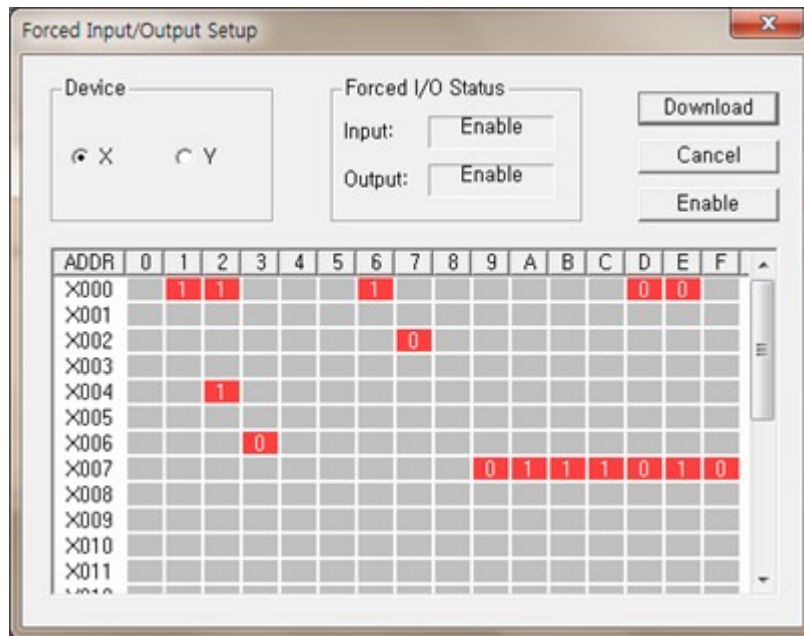 Forced Input/Output Setup
Device
X Y
Forced I/O Status
Input: Enable
Output: Enable
Download
Cancel
Enable
ADDR 0 1 2 3 4 5 6 7 8 9 A B C D E F
X000 1 1 1 0 0
X001
X002 0
X003
X004 1
X005
X006 0
X007 0 1 1 1 0 1 0
X008
X009
X010
X011